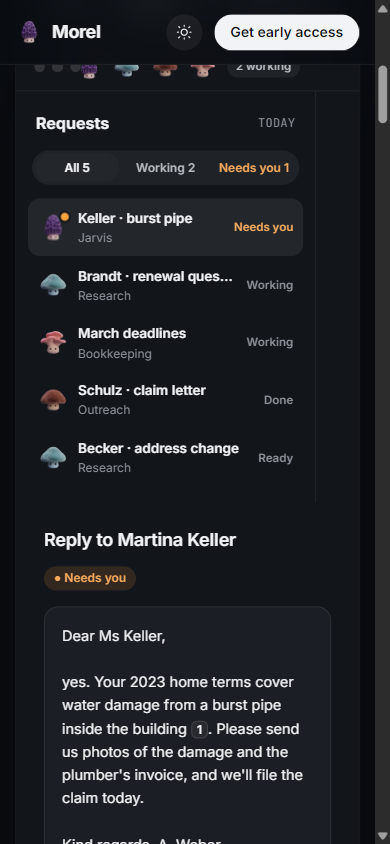 Morel
Get early access
2 working
Requests
TODAY
All 5
Working 2
Needs you 1
Keller · burst pipe
Jarvis
Needs you
Brandt · renewal ques...
Research
Working
March deadlines
Bookkeeping
Working
Schulz · claim letter
Outreach
Done
Becker · address change
Research
Ready
Reply to Martina Keller
Needs you
Dear Ms Keller,
yes. Your 2023 home terms cover
water damage from a burst pipe
inside the building 1. Please send
us photos of the damage and the
plumber's invoice, and we'll file the
claim today.
Kind regards, A. Weber